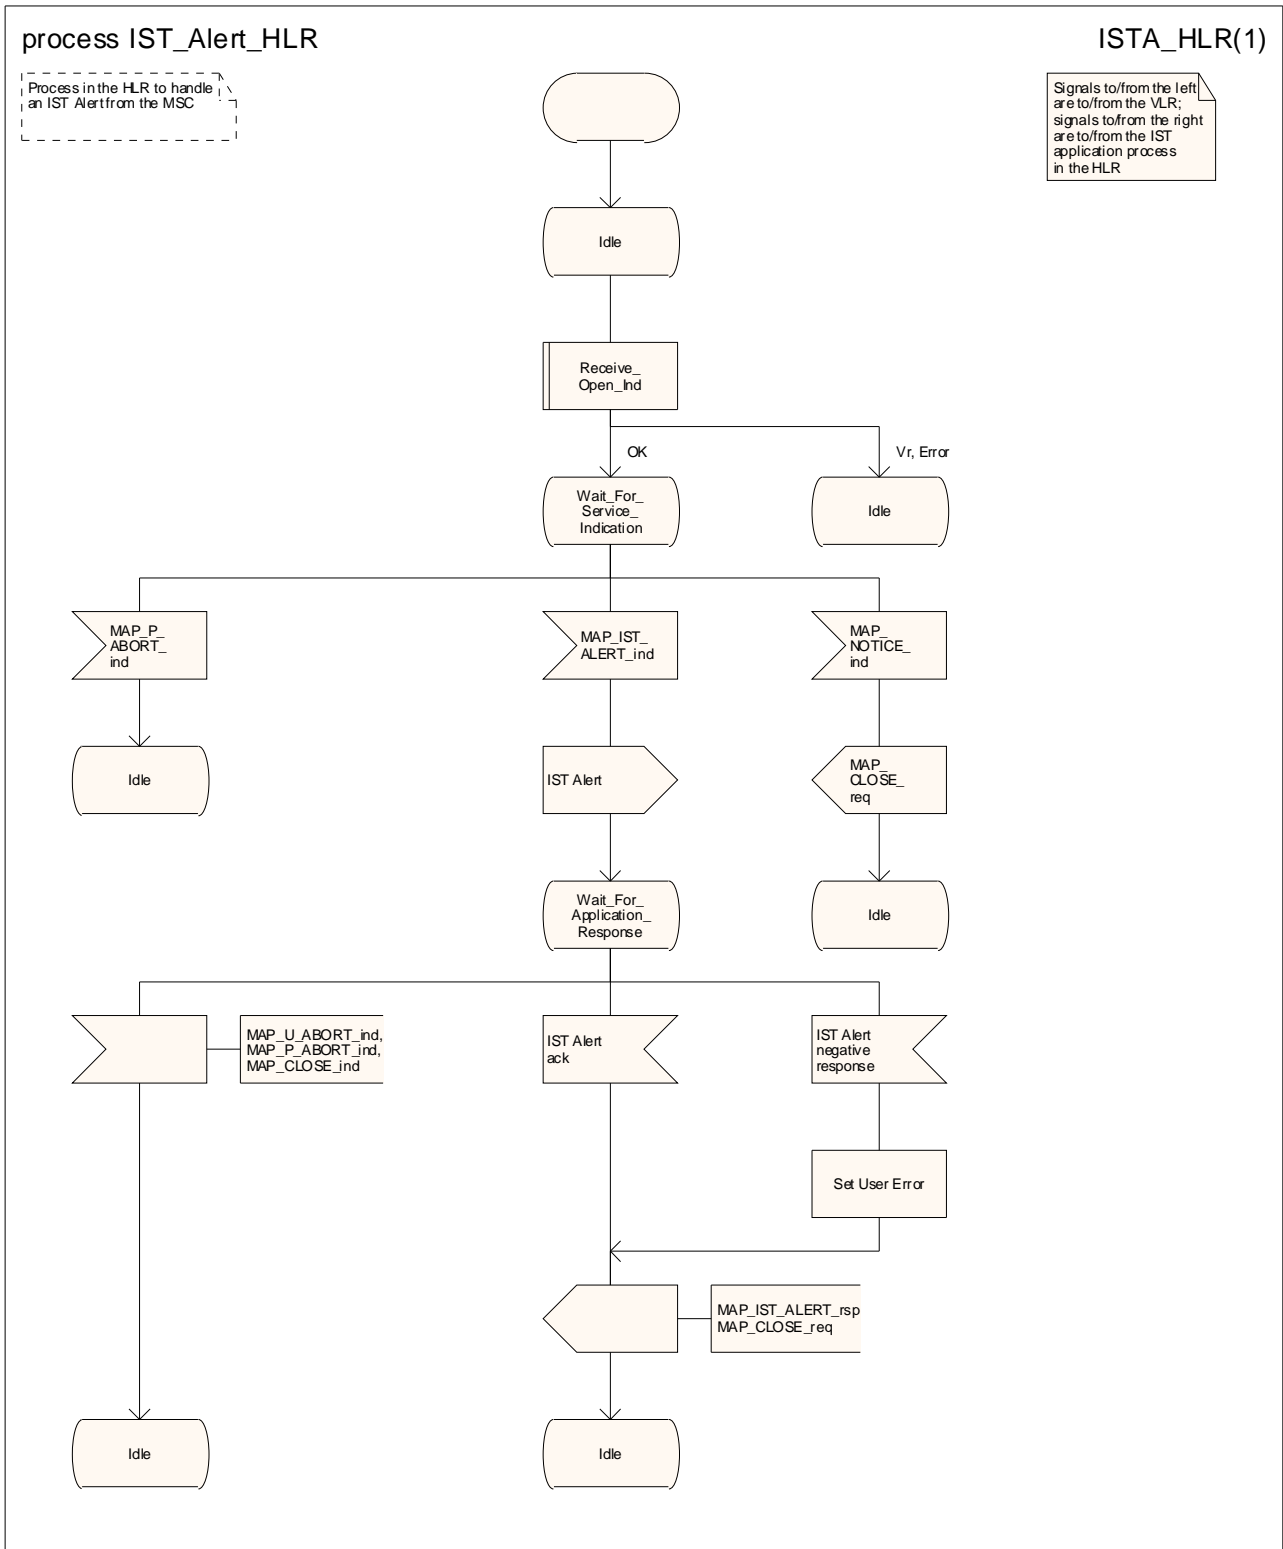 process IST_Alert_HLR
ISTA_HLR(1)
Process in the HLR to handle
an IST Alert from the MSC
Signals to/from the left
are to/from the VLR;
signals to/from the right
are to/from the IST
application process
in the HLR
Idle
Receive_
Open_Ind
OK
Vr, Error
Wait_For_
Service_
Indication
Idle
MAP_P_
ABORT_
ind
MAP_IST_
ALERT_ind
MAP_
NOTICE_
ind
Idle
IST Alert
MAP_
CLOSE_
req
Wait_For_
Application_
Response
Idle
MAP_U_ABORT_ind,
MAP_P_ABORT_ind,
MAP_CLOSE_ind
IST Alert
ack
IST Alert
negative
response
Set User Error
MAP_IST_ALERT_rsp
MAP_CLOSE_req
Idle
Idle